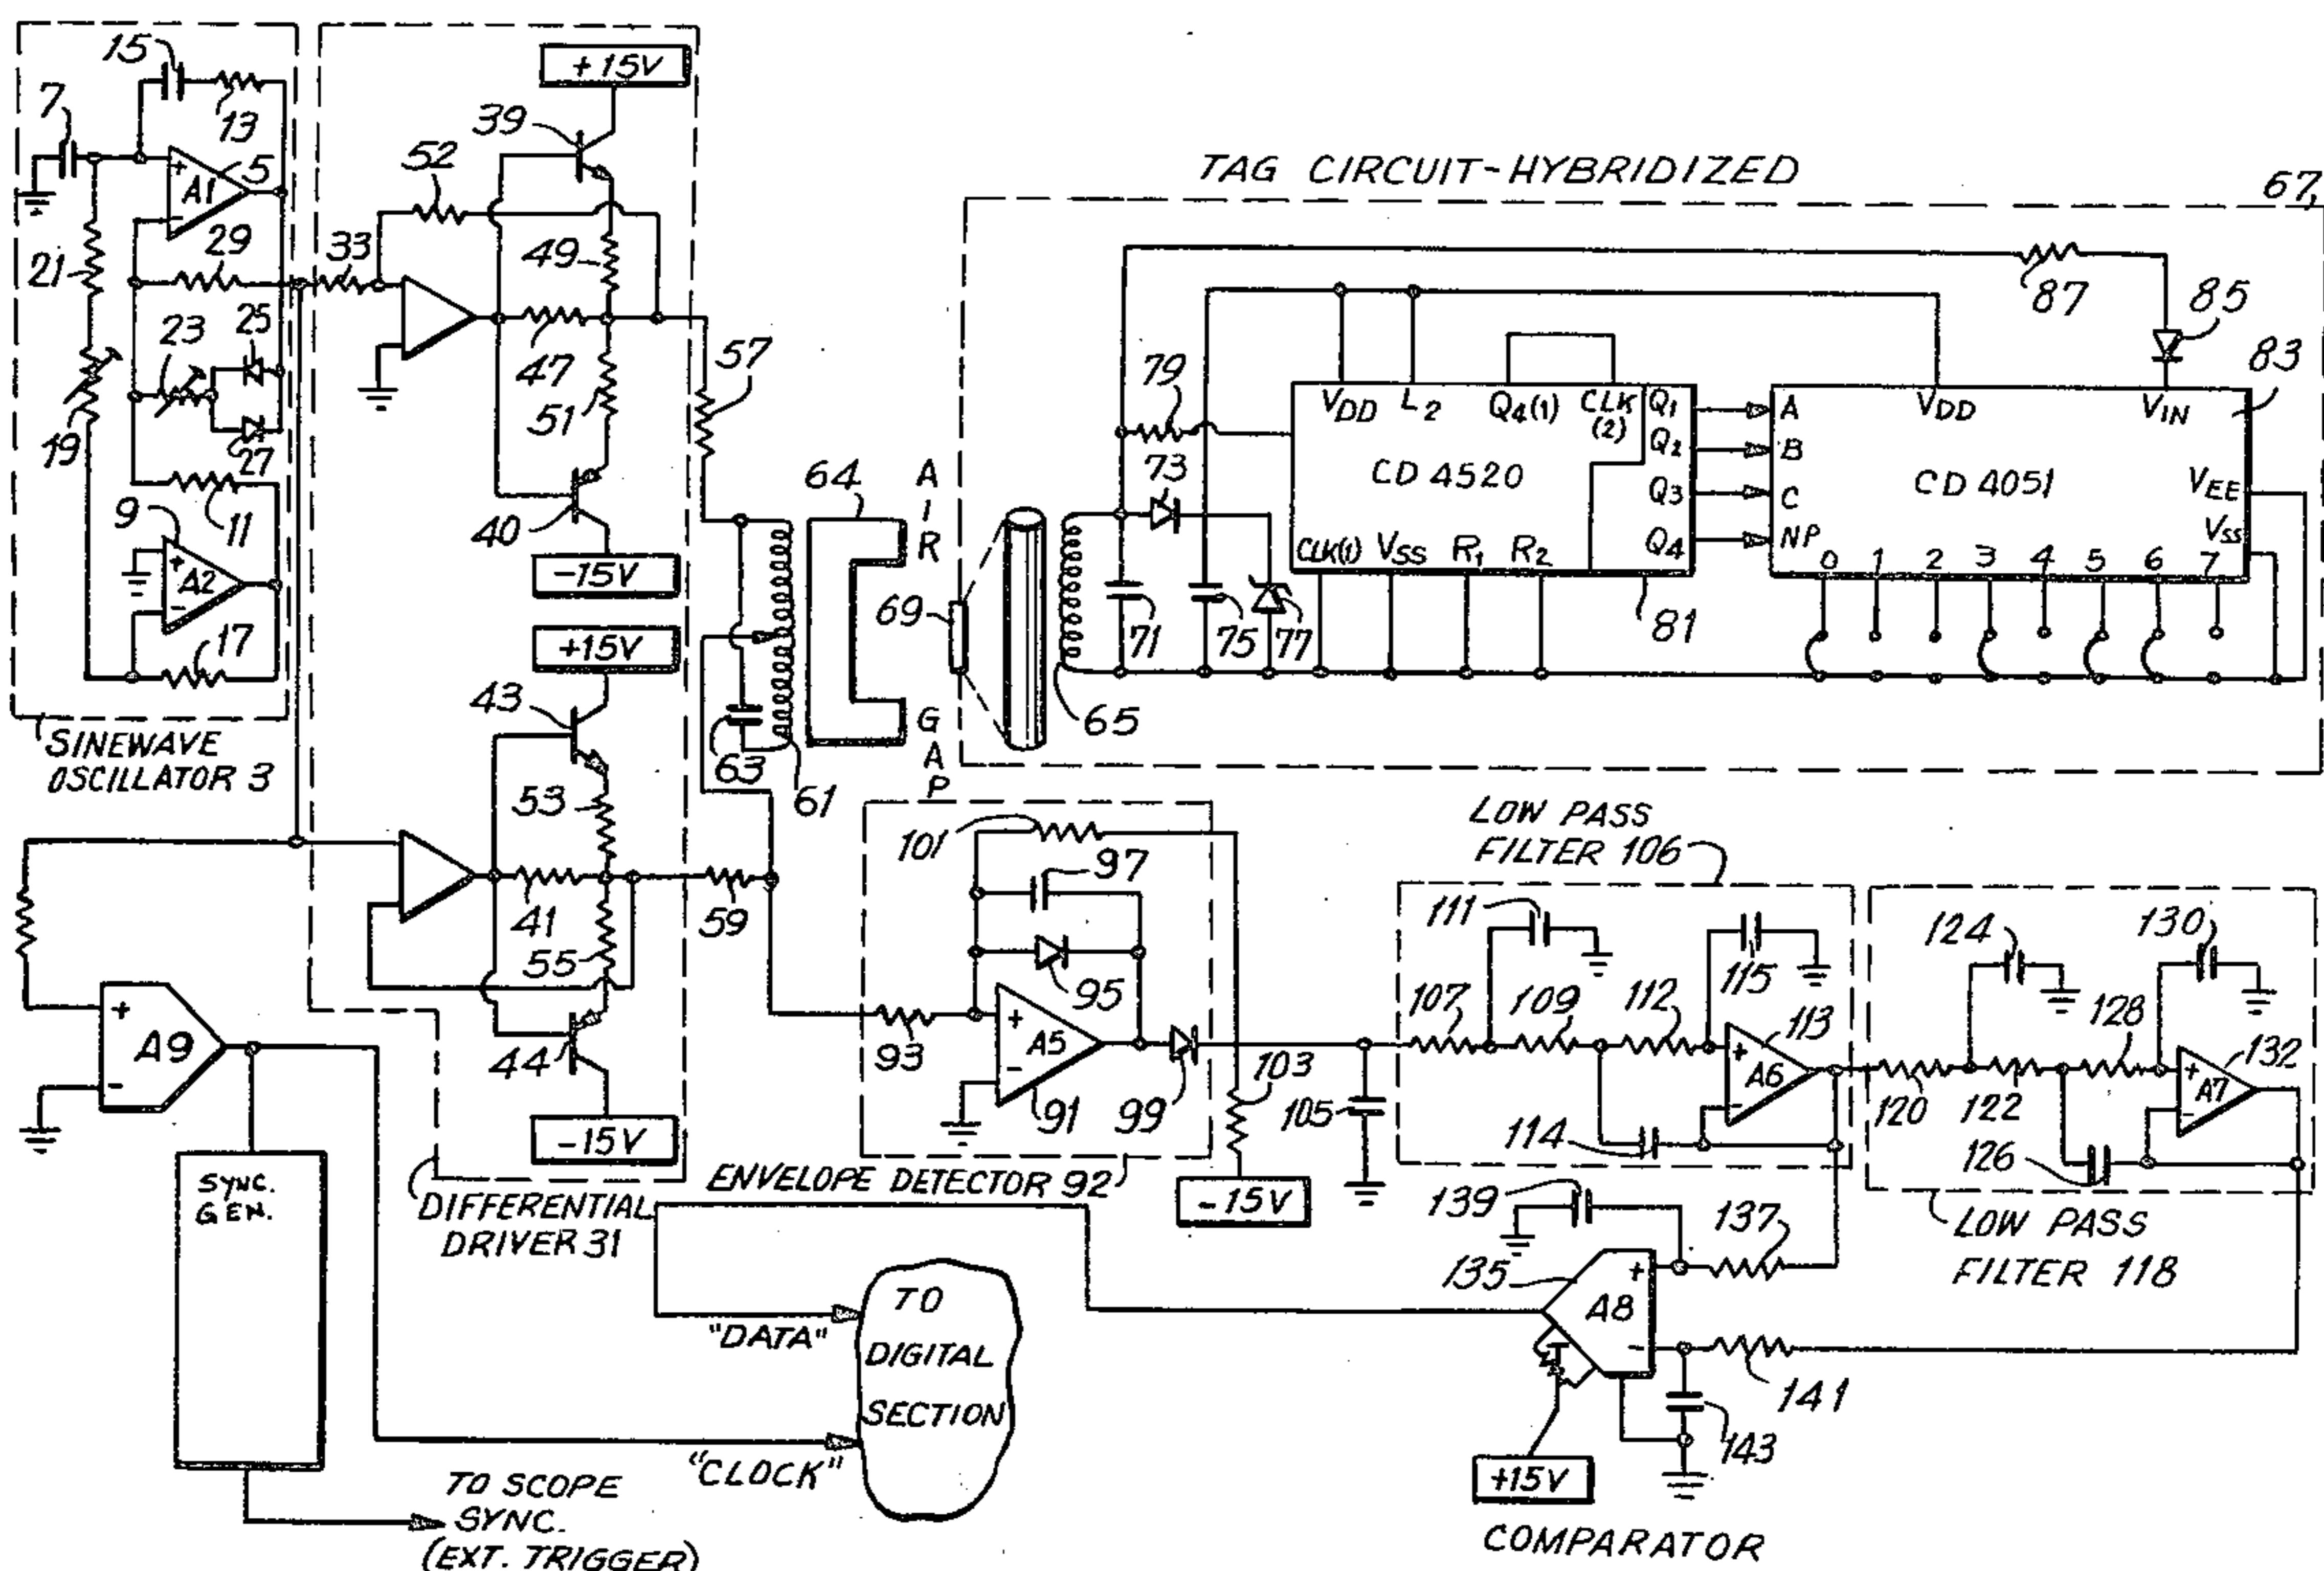 15
13
7
+
A1
5
-
29
21
23
25
19
27
11
9
+
A2
-
17
SINEWAVE
OSCILLATOR 3
+15V
39
52
33
49
47
51
40
-15V
+15V
43
53
41
55
44
-15V
DIFFERENTIAL
DRIVER 31
57
59
63
61
64
AIR
GAP
TAG CIRCUIT-HYBRIDIZED
67
69
65
71
73
75
77
79
VDD L2 Q4(1) CLK (2) Q1
Q2
Q3
Q4
CD 4520
CLK(1) VSS R1 R2
81
87
85
83
A
B
C
NP
VDD
VIN
CD 4051
VEE
VSS
0 1 2 3 4 5 6 7
+
A9
-
SYNC.
GEN.
TO SCOPE
SYNC.
(EXT. TRIGGER)
101
97
95
93
+
A5
-
91
99
103
-15V
ENVELOPE DETECTOR 92
105
LOW PASS
FILTER 106
111
115
107
109
112
113
+
A6
-
114
124
130
128
120
122
126
+
A7
-
132
LOW PASS
FILTER 118
139
137
135
+
A8
-
141
143
+15V
COMPARATOR
"DATA"
TO
DIGITAL
SECTION
"CLOCK"